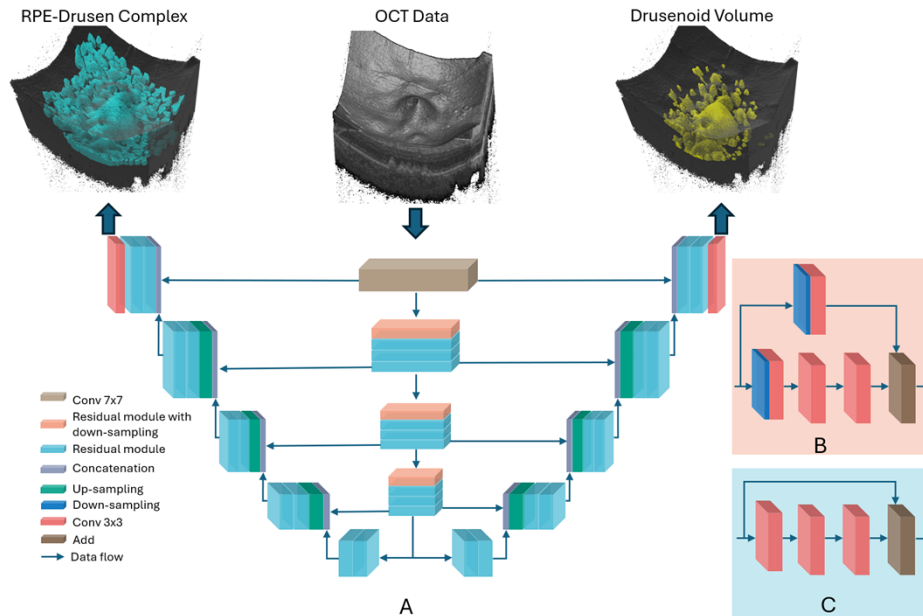 RPE-Drusen Complex
OCT Data
Drusenoid Volume
Conv 7x7
Residual module with
down-sampling
Residual module
Concatenation
Up-sampling
Down-sampling
Conv 3x3
Add
Data flow
A
B
C